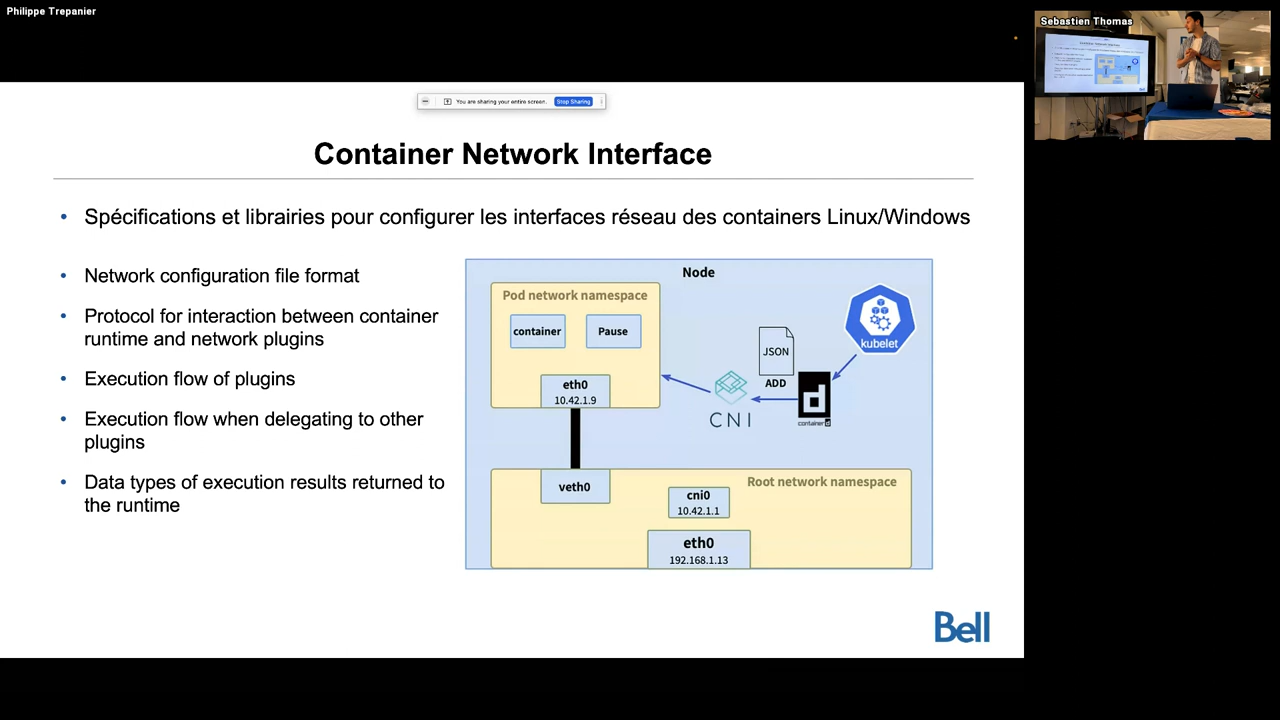 Philippe Trepanier
Sebastien Thomas
You are sharing your entire screen.
Stop Sharing
Container Network Interface
• Spécifications et librairies pour configurer les interfaces réseau des containers Linux/Windows
• Network configuration file format
• Protocol for interaction between container
runtime and network plugins
• Execution flow of plugins
• Execution flow when delegating to other
plugins
• Data types of execution results returned to
the runtime
Node
Pod network namespace
container
Pause
eth0
10.42.1.9
JSON
ADD
kubelet
CNI
d
containerd
veth0
Root network namespace
cni0
10.42.1.1
eth0
192.168.1.13
Bell